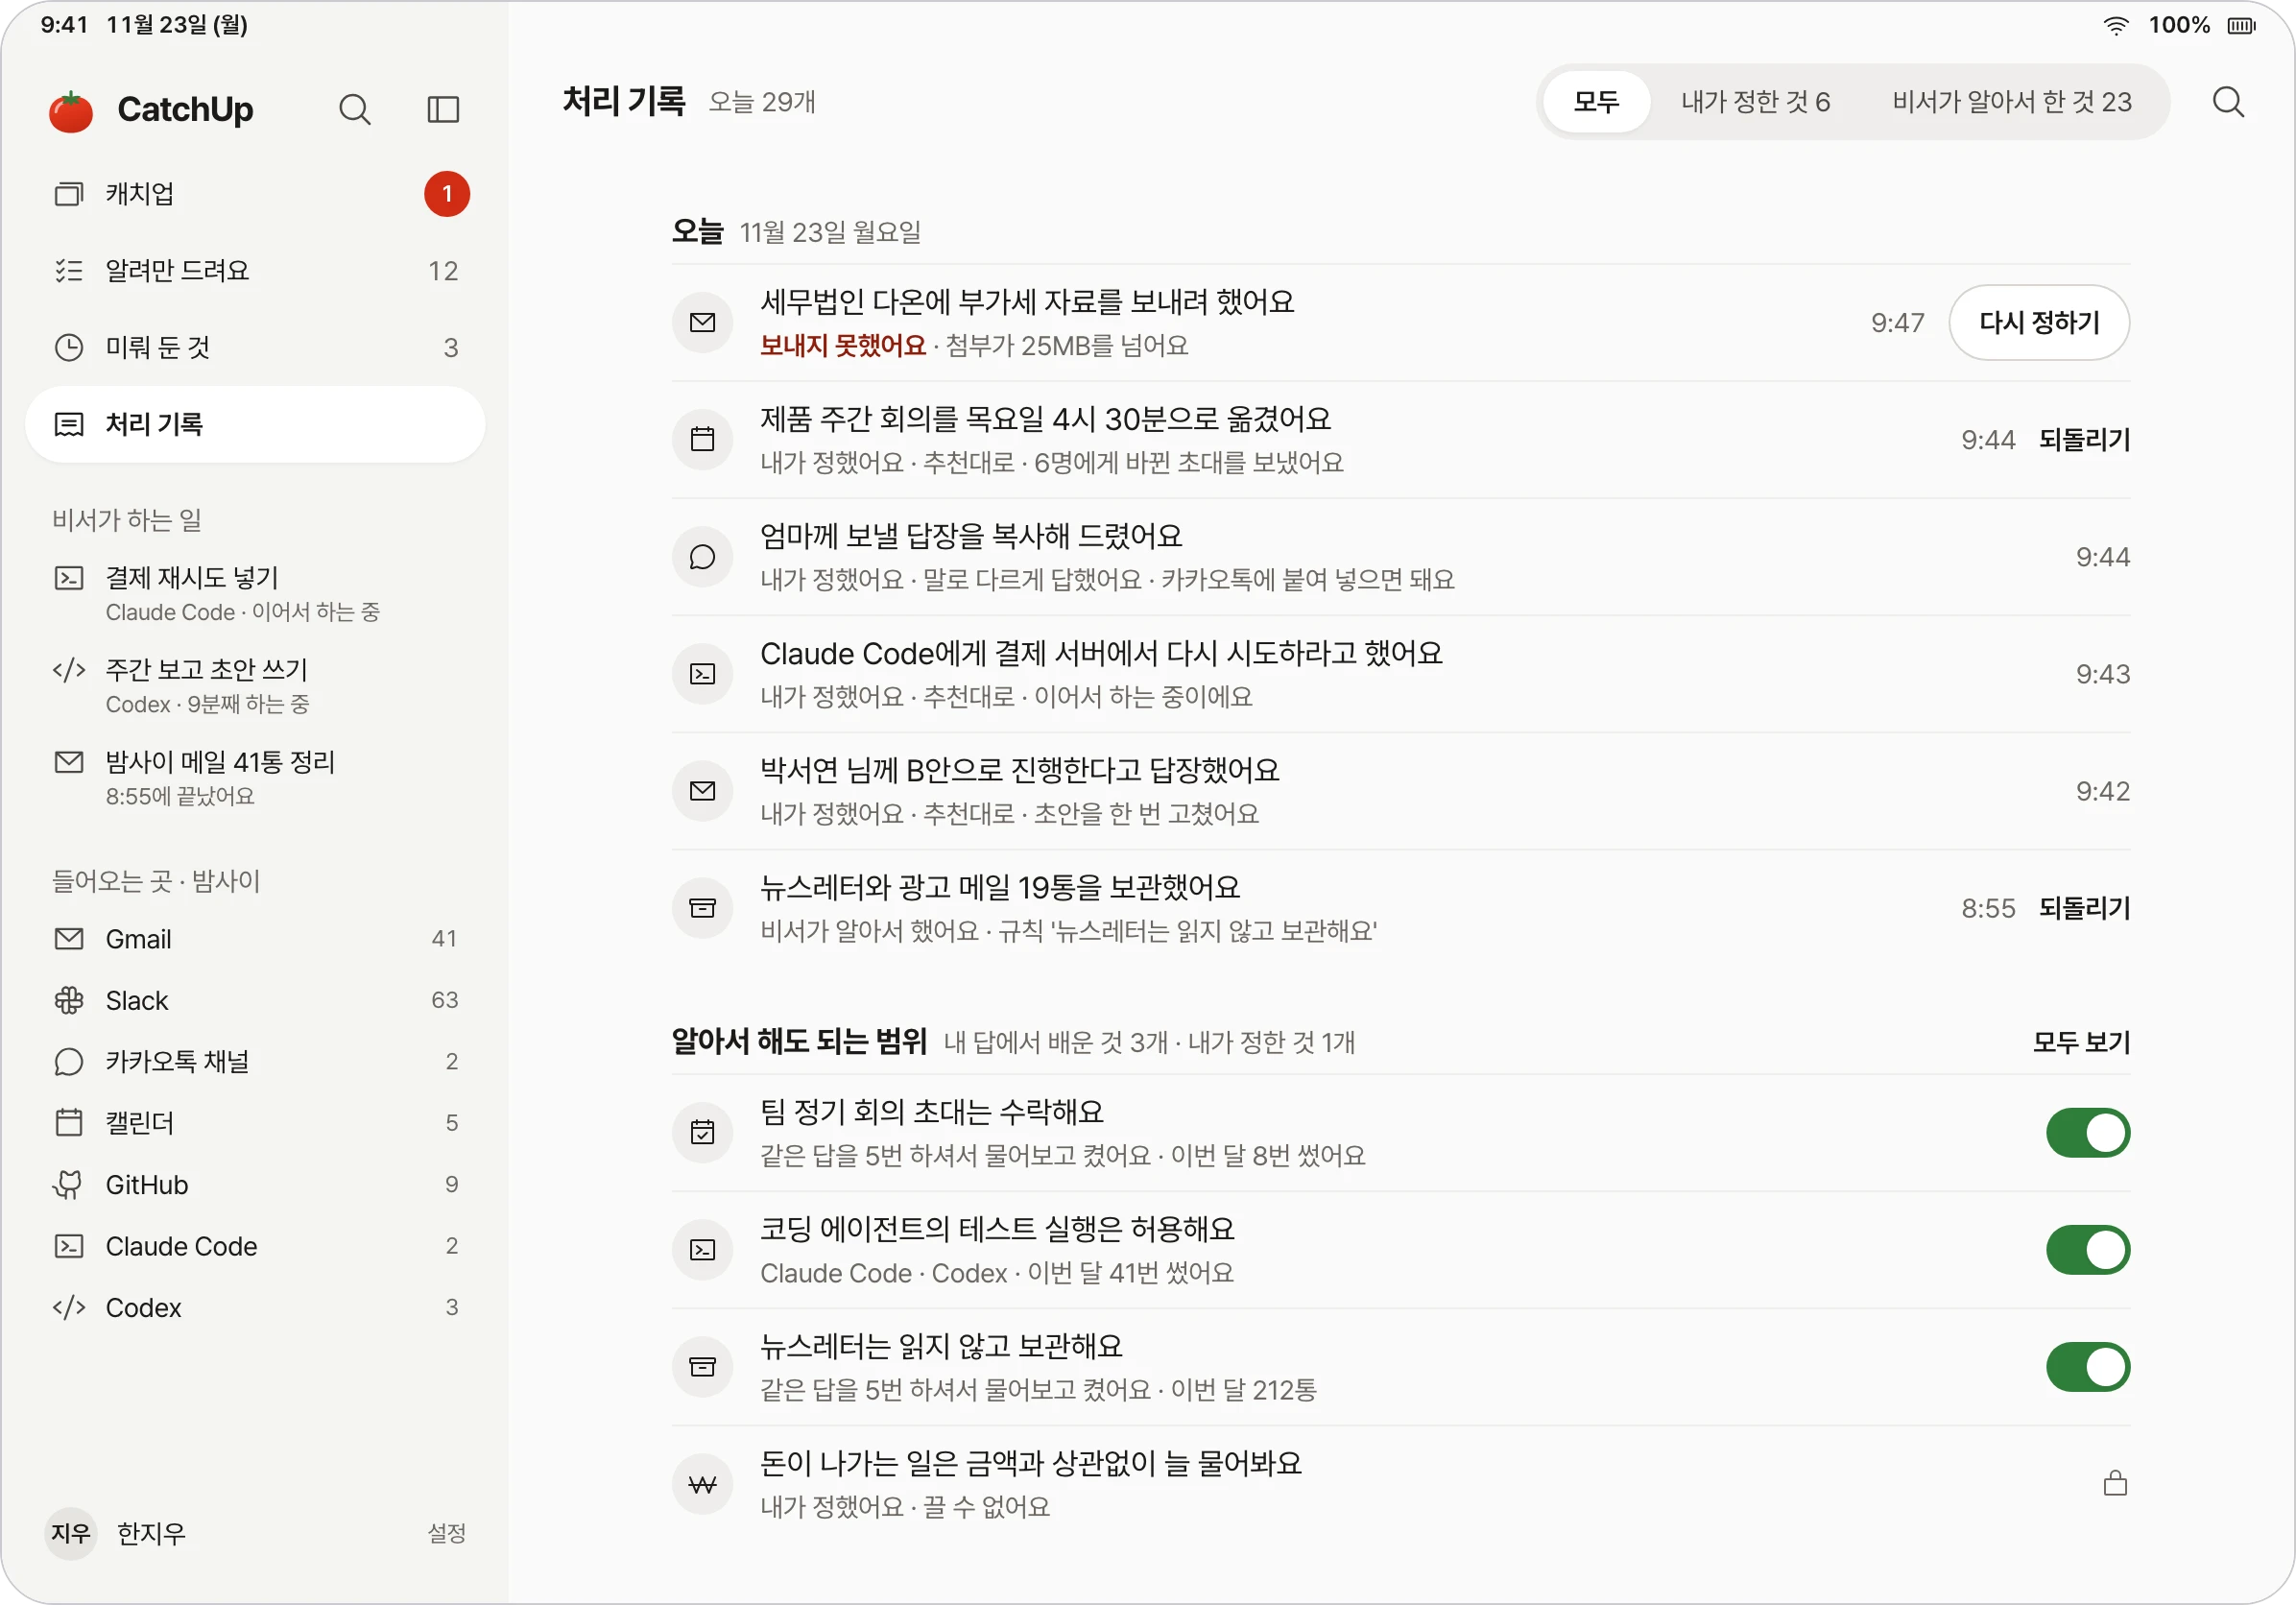 9:41 11월 23일 (월)
100%
CatchUp
캐치업 1
알려만 드려요 12
미뤄 둔 것 3
처리 기록
비서가 하는 일
결제 재시도 넣기
Claude Code · 이어서 하는 중
주간 보고 초안 쓰기
Codex · 9분째 하는 중
밤사이 메일 41통 정리
8:55에 끝났어요
들어오는 곳 · 밤사이
Gmail 41
Slack 63
카카오톡 채널 2
캘린더 5
GitHub 9
Claude Code 2
Codex 3
지우 한지우 설정
처리 기록 오늘 29개
모두 내가 정한 것 6 비서가 알아서 한 것 23
오늘 11월 23일 월요일
세무법인 다온에 부가세 자료를 보내려 했어요
보내지 못했어요 · 첨부가 25MB를 넘어요
9:47 다시 정하기
제품 주간 회의를 목요일 4시 30분으로 옮겼어요
내가 정했어요 · 추천대로 · 6명에게 바뀐 초대를 보냈어요
9:44 되돌리기
엄마께 보낼 답장을 복사해 드렸어요
내가 정했어요 · 말로 다르게 답했어요 · 카카오톡에 붙여 넣으면 돼요
9:44
Claude Code에게 결제 서버에서 다시 시도하라고 했어요
내가 정했어요 · 추천대로 · 이어서 하는 중이에요
9:43
박서연 님께 B안으로 진행한다고 답장했어요
내가 정했어요 · 추천대로 · 초안을 한 번 고쳤어요
9:42
뉴스레터와 광고 메일 19통을 보관했어요
비서가 알아서 했어요 · 규칙 '뉴스레터는 읽지 않고 보관해요'
8:55 되돌리기
알아서 해도 되는 범위 내 답에서 배운 것 3개 · 내가 정한 것 1개
모두 보기
팀 정기 회의 초대는 수락해요
같은 답을 5번 하셔서 물어보고 켰어요 · 이번 달 8번 썼어요
코딩 에이전트의 테스트 실행은 허용해요
Claude Code · Codex · 이번 달 41번 썼어요
뉴스레터는 읽지 않고 보관해요
같은 답을 5번 하셔서 물어보고 켰어요 · 이번 달 212통
돈이 나가는 일은 금액과 상관없이 늘 물어봐요
내가 정했어요 · 끌 수 없어요